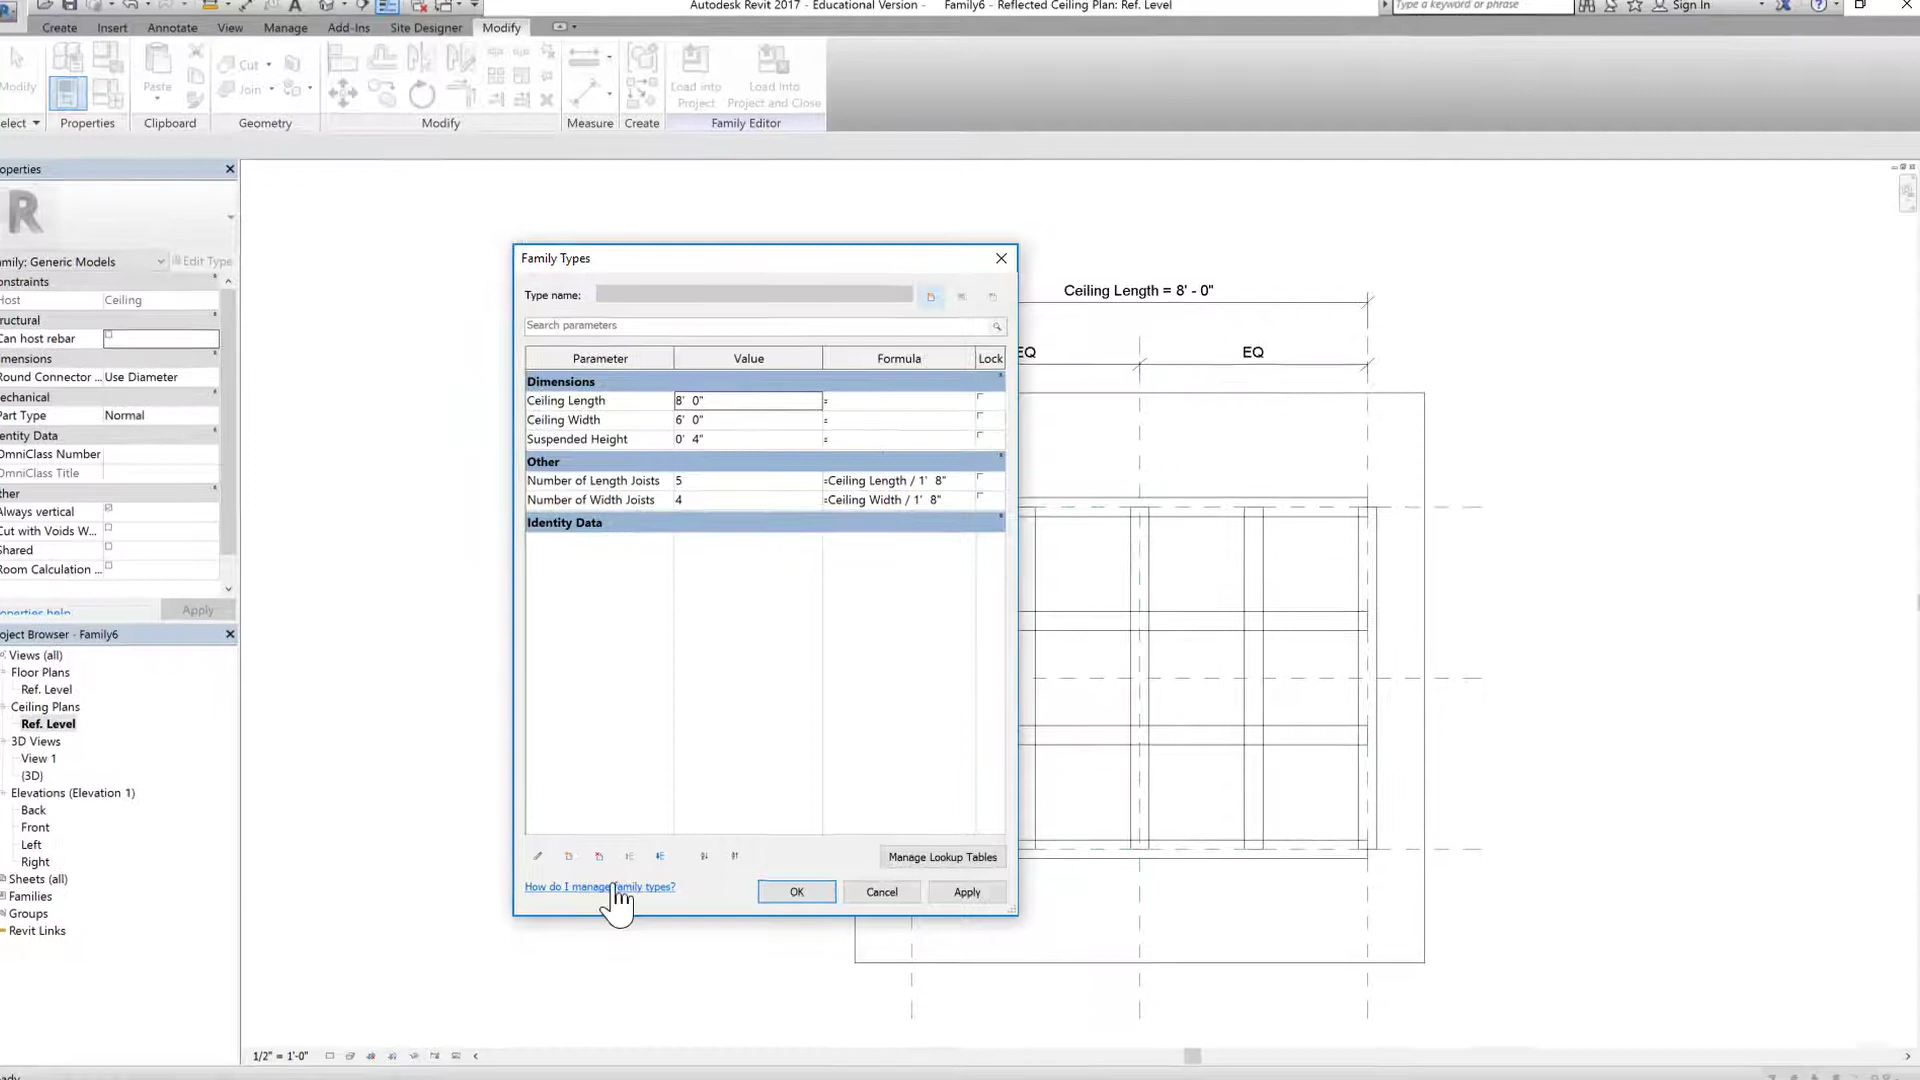 Autodesk Revit 2017 - Educational Version - Family6 - Reflected Ceiling Plan: Ref. Level
Type a keyword or phrase
Sign In
Create Insert Annotate View Manage Add-Ins Site Designer Modify
Modify
Paste
Cut
Join
Load into
Project
Load Into
Project and Close
elect Properties Clipboard Geometry Modify Measure Create Family Editor
operties
R
amily: Generic Models
Edit Type
onstraints
Host Ceiling
ructural
Can host rebar
mensions
Round Connector ... Use Diameter
echanical
Part Type Normal
entity Data
OmniClass Number
OmniClass Title
ther
Always vertical
Cut with Voids W...
Shared
Room Calculation ...
operties help
Apply
oject Browser - Family6
Views (all)
Floor Plans
Ref. Level
Ceiling Plans
Ref. Level
3D Views
View 1
(3D)
Elevations (Elevation 1)
Back
Front
Left
Right
Sheets (all)
Families
Groups
Revit Links
Family Types
Type name:
Search parameters
Parameter Value Formula Lock
Dimensions
Ceiling Length 8' 0" =
Ceiling Width 6' 0" =
Suspended Height 0' 4" =
Other
Number of Length Joists 5 =Ceiling Length / 1' 8"
Number of Width Joists 4 =Ceiling Width / 1' 8"
Identity Data
Manage Lookup Tables
How do I manage family types?
OK Cancel Apply
Ceiling Length = 8' - 0"
EQ EQ
1/2" = 1'-0"